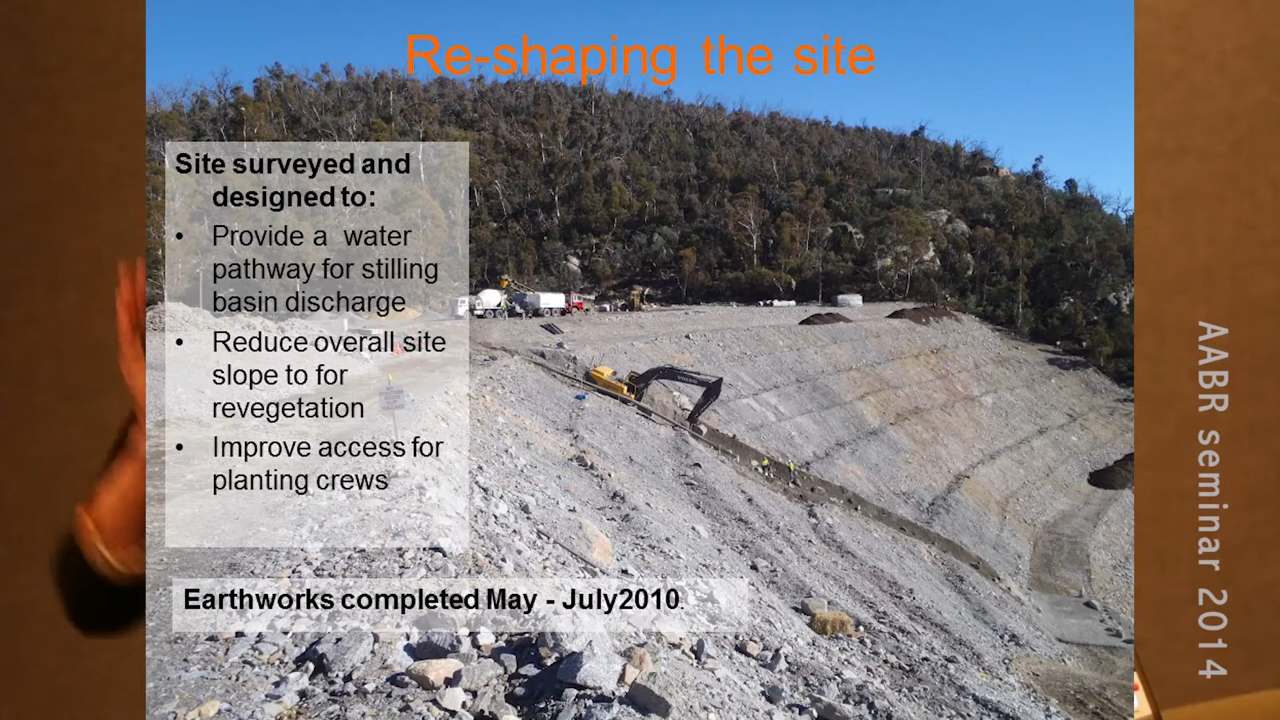 Re-shaping the site
Site surveyed and
designed to:
• Provide a water
pathway for stilling
basin discharge
• Reduce overall site
slope to for
revegetation
• Improve access for
planting crews
Earthworks completed May - July2010.
AABR seminar 2014